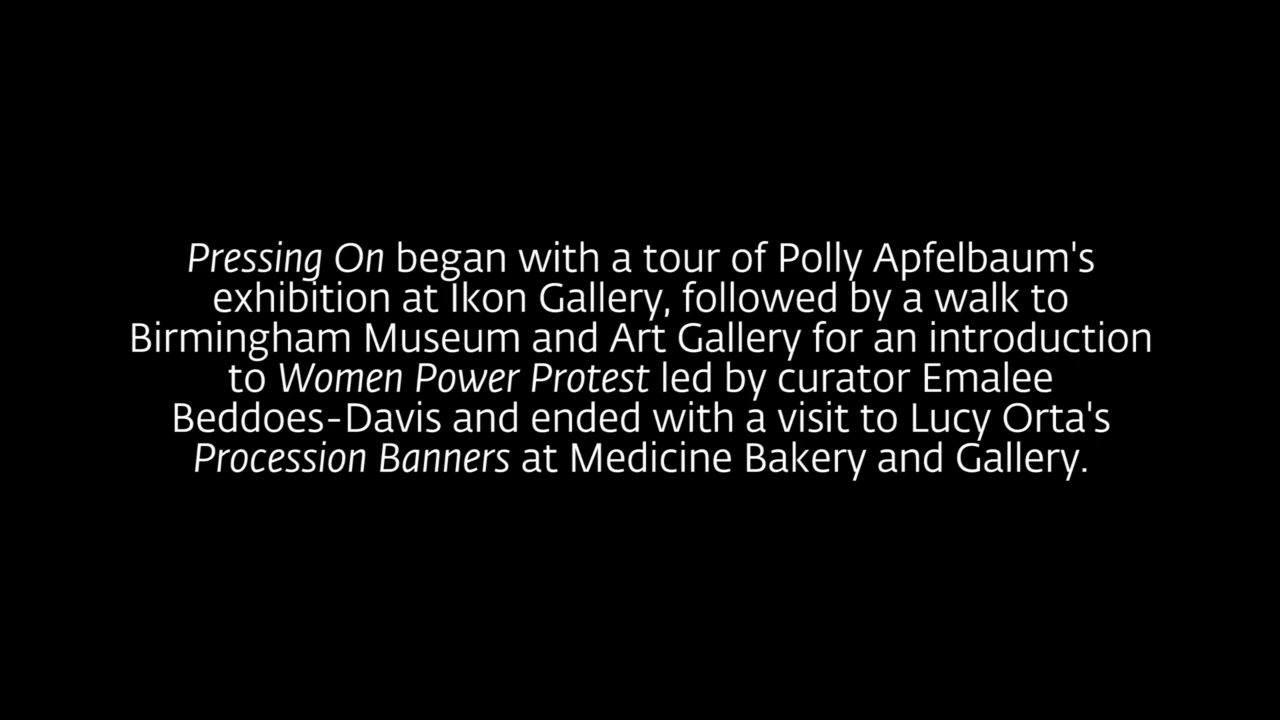 Pressing On began with a tour of Polly Apfelbaum's
exhibition at Ikon Gallery, followed by a walk to
Birmingham Museum and Art Gallery for an introduction
to Women Power Protest led by curator Emalee
Beddoes-Davis and ended with a visit to Lucy Orta's
Procession Banners at Medicine Bakery and Gallery.